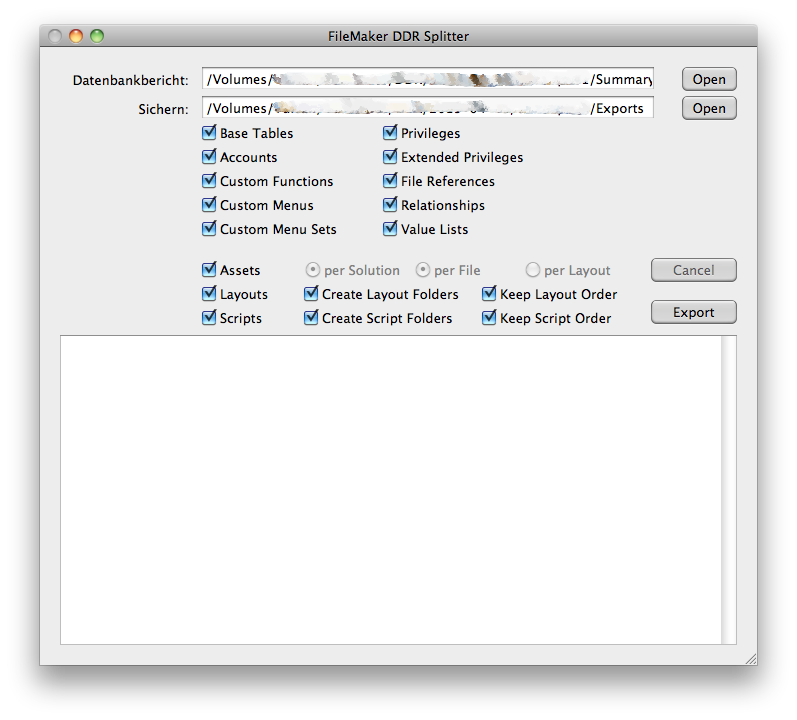 FileMaker DDR Splitter
Datenbankbericht: /Volumes/ /Summary Open
Sichern: /Volumes/ /Exports Open
Base Tables Privileges
Accounts Extended Privileges
Custom Functions File References
Custom Menus Relationships
Custom Menu Sets Value Lists
Assets per Solution per File per Layout Cancel
Layouts Create Layout Folders Keep Layout Order
Scripts Create Script Folders Keep Script Order Export